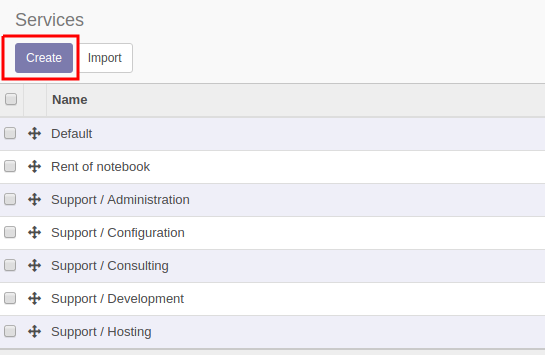 Services
Create Import
Name
Default
Rent of notebook
Support / Administration
Support / Configuration
Support / Consulting
Support / Development
Support / Hosting